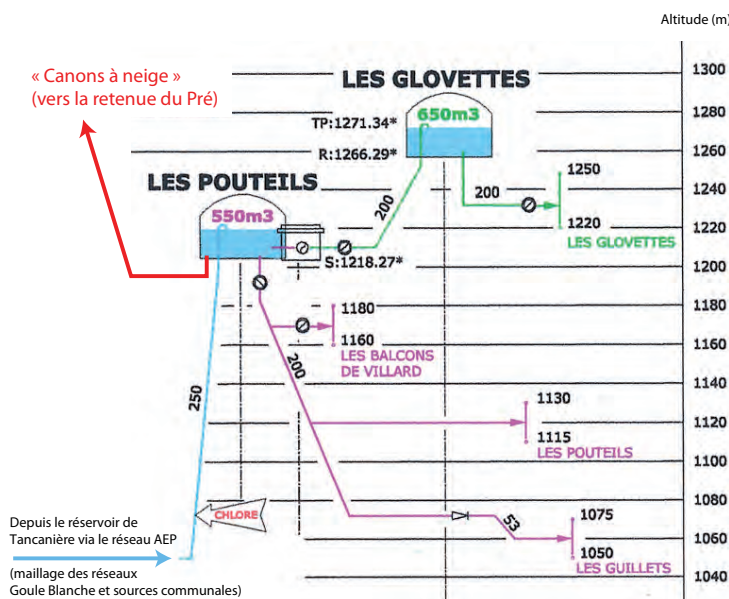 Altitude (m)
« Canons à neige »
(vers la retenue du Pré)
LES GLOVETTES
650m3
TP:1271.34*
R:1266.29*
LES POUTEILS
550m3
S:1218.27*
200
200
1250
1220
LES GLOVETTES
1180
1160
LES BALCONS
DE VILLARD
200
250
1130
1115
LES POUTEILS
CHLORE
53
1075
1050
LES GUILLETS
Depuis le réservoir de
Tancanière via le réseau AEP
(maillage des réseaux
Goule Blanche et sources communales)
1300
1280
1260
1240
1220
1200
1180
1160
1140
1120
1100
1080
1060
1040